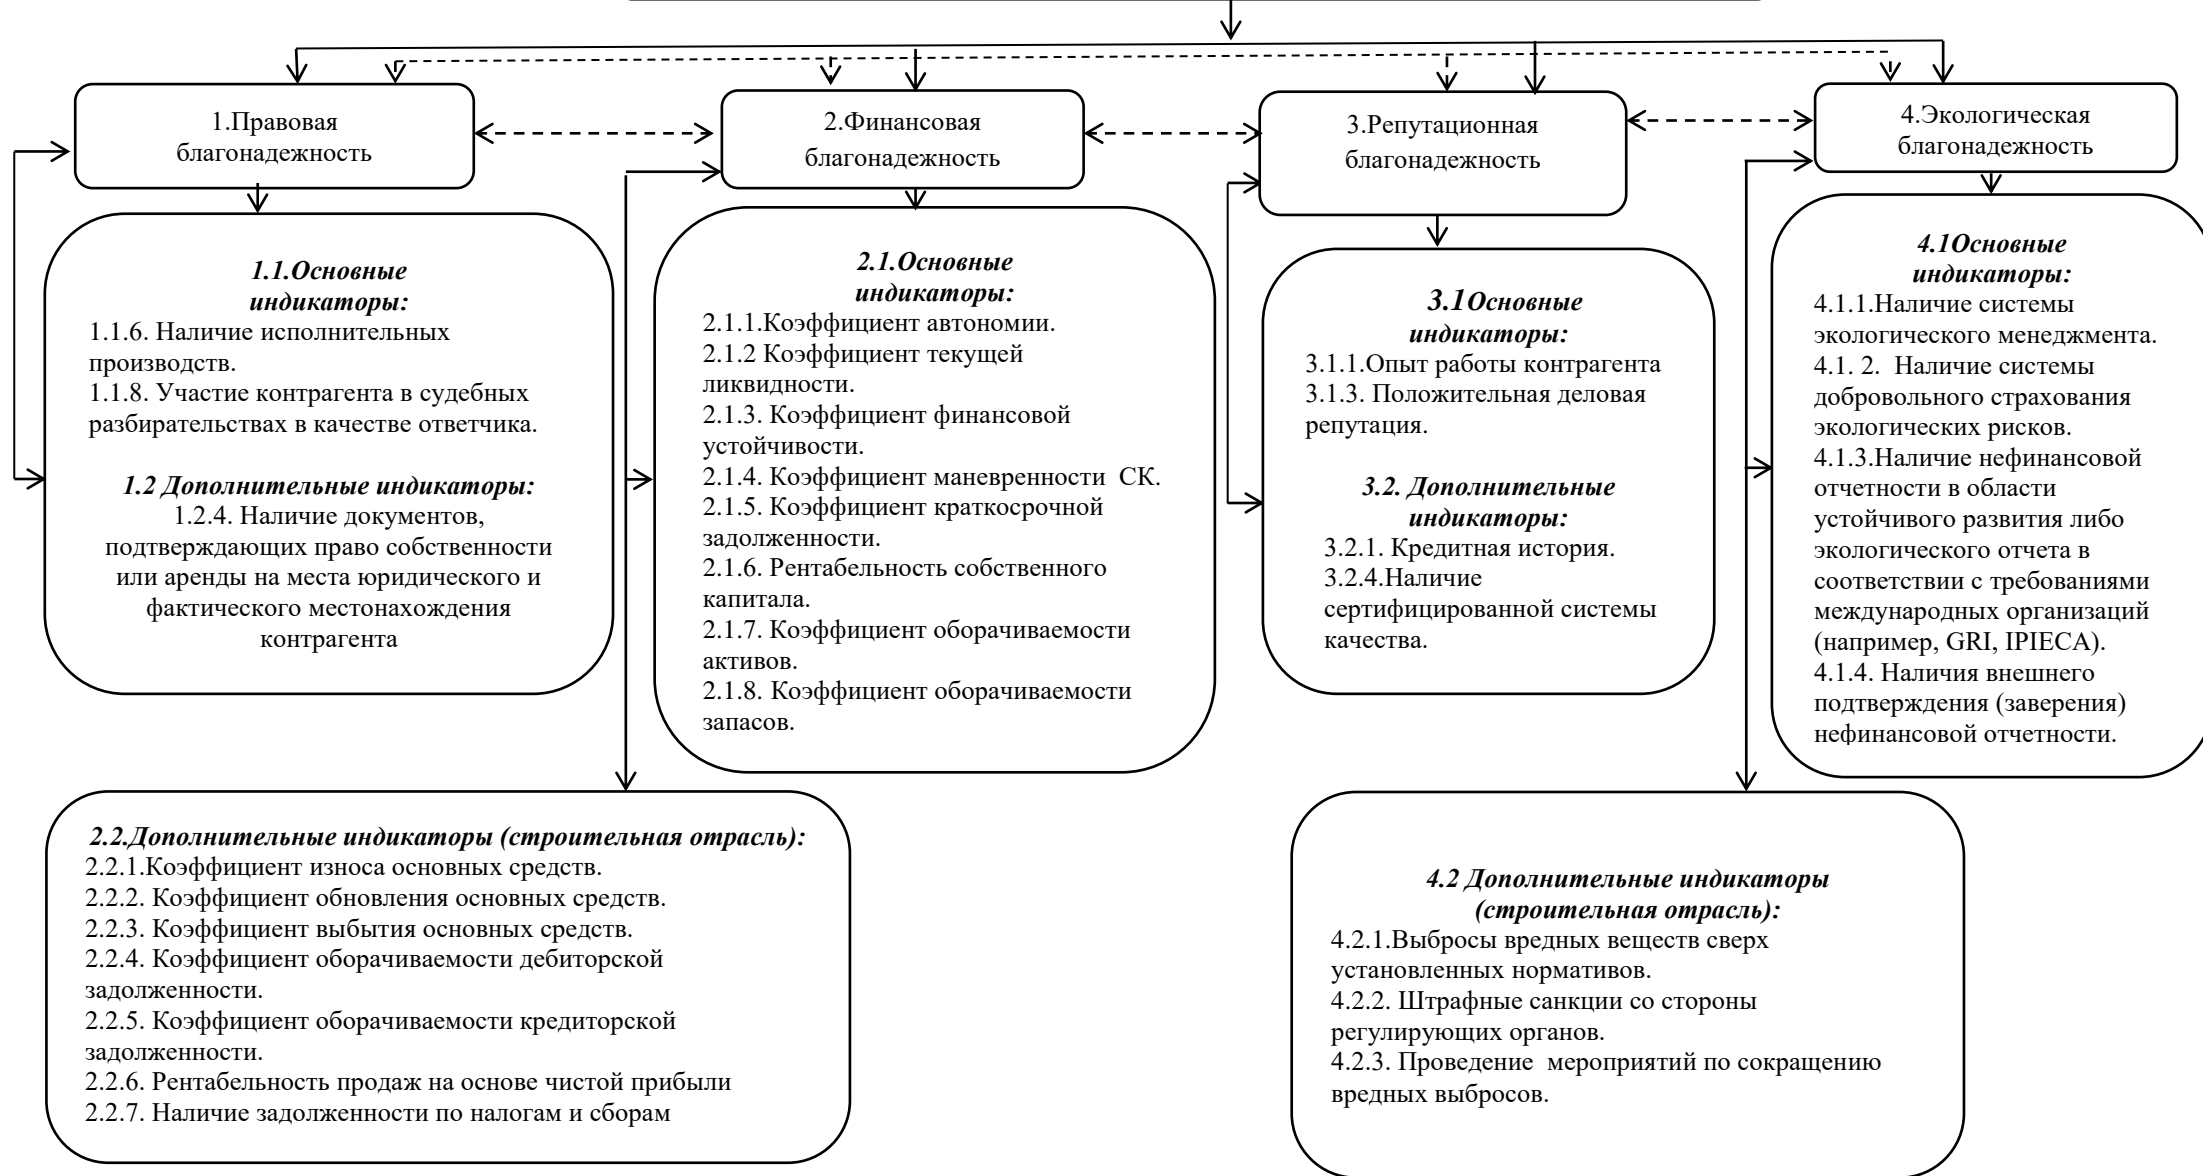 1.Правовая
благонадежность
2.Финансовая
благонадежность
3.Репутационная
благонадежность
4.Экологическая
благонадежность
1.1.Основные
индикаторы:
1.1.6. Наличие исполнительных
производств.
1.1.8. Участие контрагента в судебных
разбирательствах в качестве ответчика.
1.2 Дополнительные индикаторы:
1.2.4. Наличие документов,
подтверждающих право собственности
или аренды на места юридического и
фактического местонахождения
контрагента
2.1.Основные
индикаторы:
2.1.1.Коэффициент автономии.
2.1.2 Коэффициент текущей
ликвидности.
2.1.3. Коэффициент финансовой
устойчивости.
2.1.4. Коэффициент маневренности  СК.
2.1.5. Коэффициент краткосрочной
задолженности.
2.1.6. Рентабельность собственного
капитала.
2.1.7. Коэффициент оборачиваемости
активов.
2.1.8. Коэффициент оборачиваемости
запасов.
3.1Основные
индикаторы:
3.1.1.Опыт работы контрагента
3.1.3. Положительная деловая
репутация.
3.2. Дополнительные
индикаторы:
3.2.1. Кредитная история.
3.2.4.Наличие
сертифицированной системы
качества.
4.1Основные
индикаторы:
4.1.1.Наличие системы
экологического менеджмента.
4.1. 2.  Наличие системы
добровольного страхования
экологических рисков.
4.1.3.Наличие нефинансовой
отчетности в области
устойчивого развития либо
экологического отчета в
соответствии с требованиями
международных организаций
(например, GRI, IPIECA).
4.1.4. Наличия внешнего
подтверждения (заверения)
нефинансовой отчетности.
2.2.Дополнительные индикаторы (строительная отрасль):
2.2.1.Коэффициент износа основных средств.
2.2.2. Коэффициент обновления основных средств.
2.2.3. Коэффициент выбытия основных средств.
2.2.4. Коэффициент оборачиваемости дебиторской
задолженности.
2.2.5. Коэффициент оборачиваемости кредиторской
задолженности.
2.2.6. Рентабельность продаж на основе чистой прибыли
2.2.7. Наличие задолженности по налогам и сборам
4.2 Дополнительные индикаторы
(строительная отрасль):
4.2.1.Выбросы вредных веществ сверх
установленных нормативов.
4.2.2. Штрафные санкции со стороны
регулирующих органов.
4.2.3. Проведение  мероприятий по сокращению
вредных выбросов.